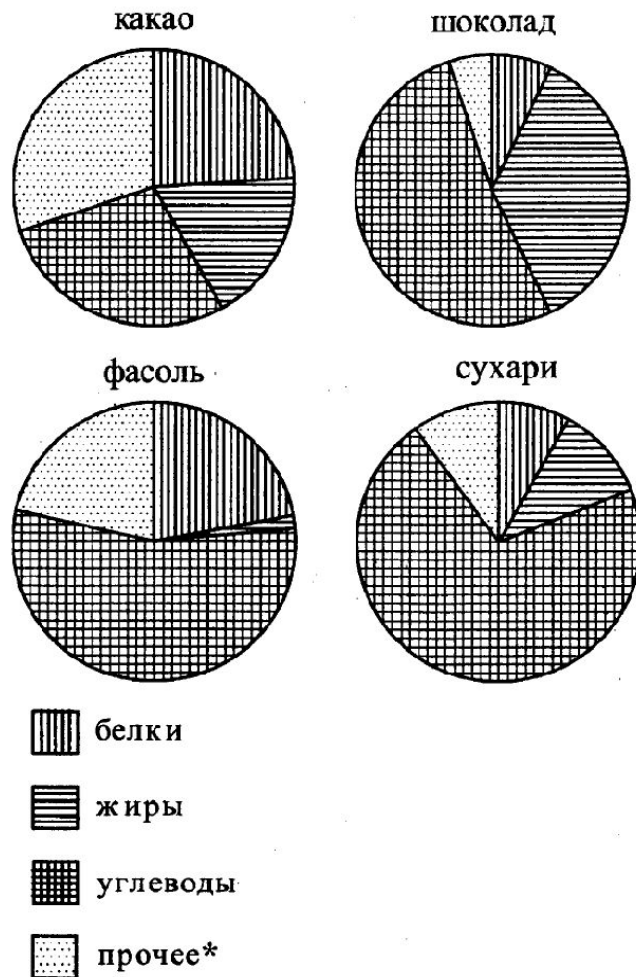 какао
шоколад
фасоль
сухари
белки
жиры
углеводы
прочее*